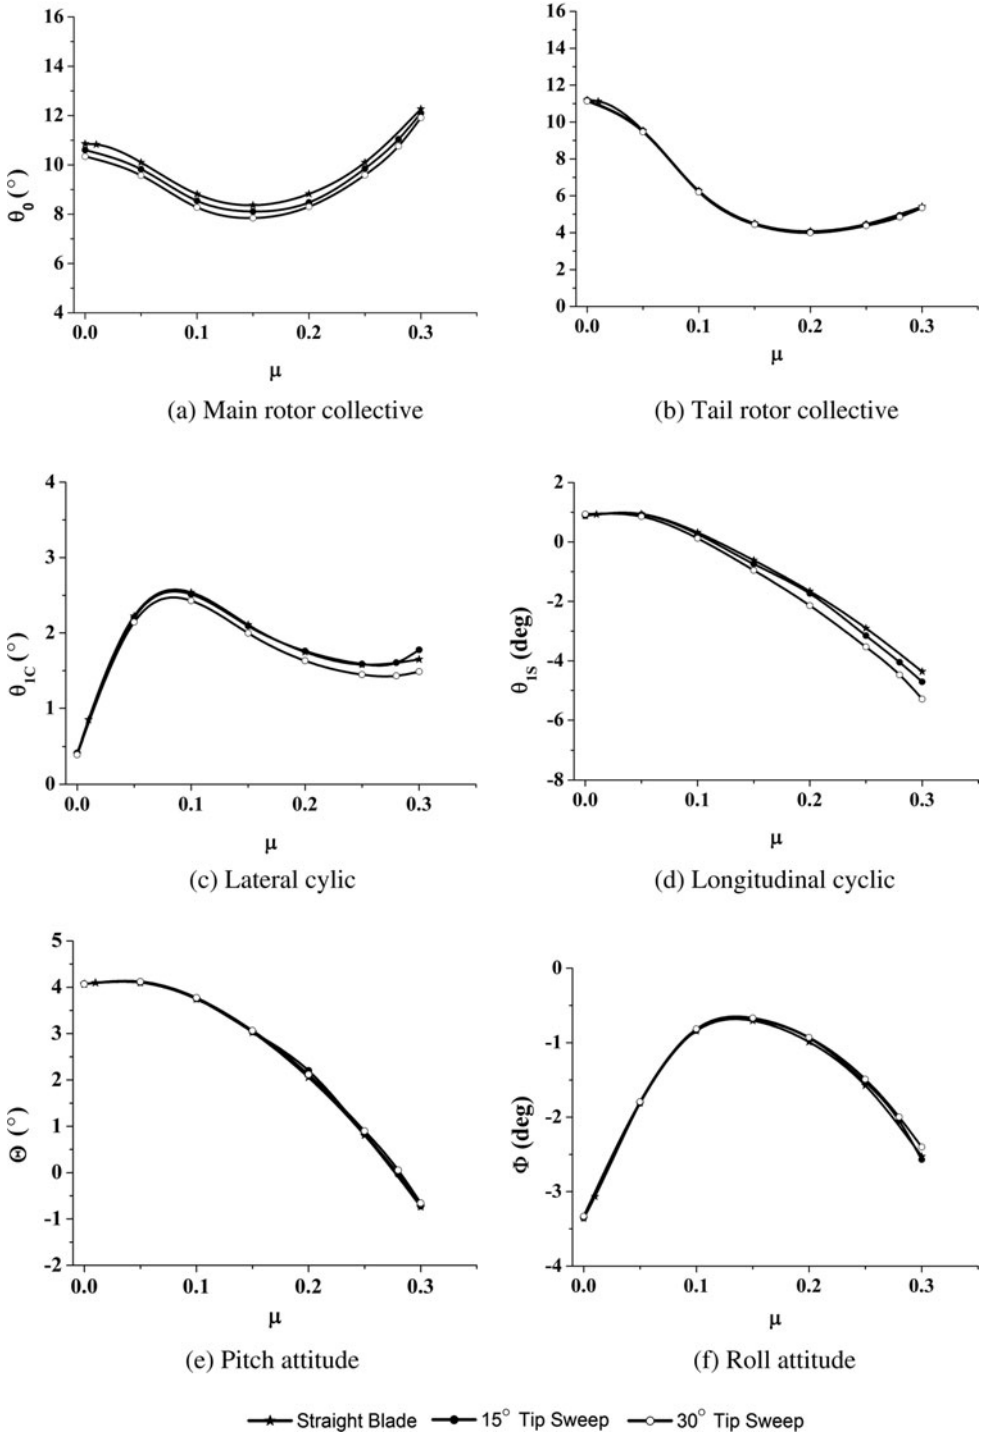 16
14
12
10
8
6
4
θ0 (°)
0.0 0.1 0.2 0.3
μ
(a) Main rotor collective
16
14
12
10
8
6
4
2
0
θ0 (°)
0.0 0.1 0.2 0.3
μ
(b) Tail rotor collective
4
3
2
1
0
θ1C (°)
0.0 0.1 0.2 0.3
μ
(c) Lateral cylic
2
0
-2
-4
-6
-8
θ1S (deg)
0.0 0.1 0.2 0.3
μ
(d) Longitudinal cyclic
5
4
3
2
1
0
-1
-2
Θ (°)
0.0 0.1 0.2 0.3
μ
(e) Pitch attitude
0
-1
-2
-3
-4
Φ (deg)
0.0 0.1 0.2 0.3
μ
(f) Roll attitude
Straight Blade 15° Tip Sweep 30° Tip Sweep